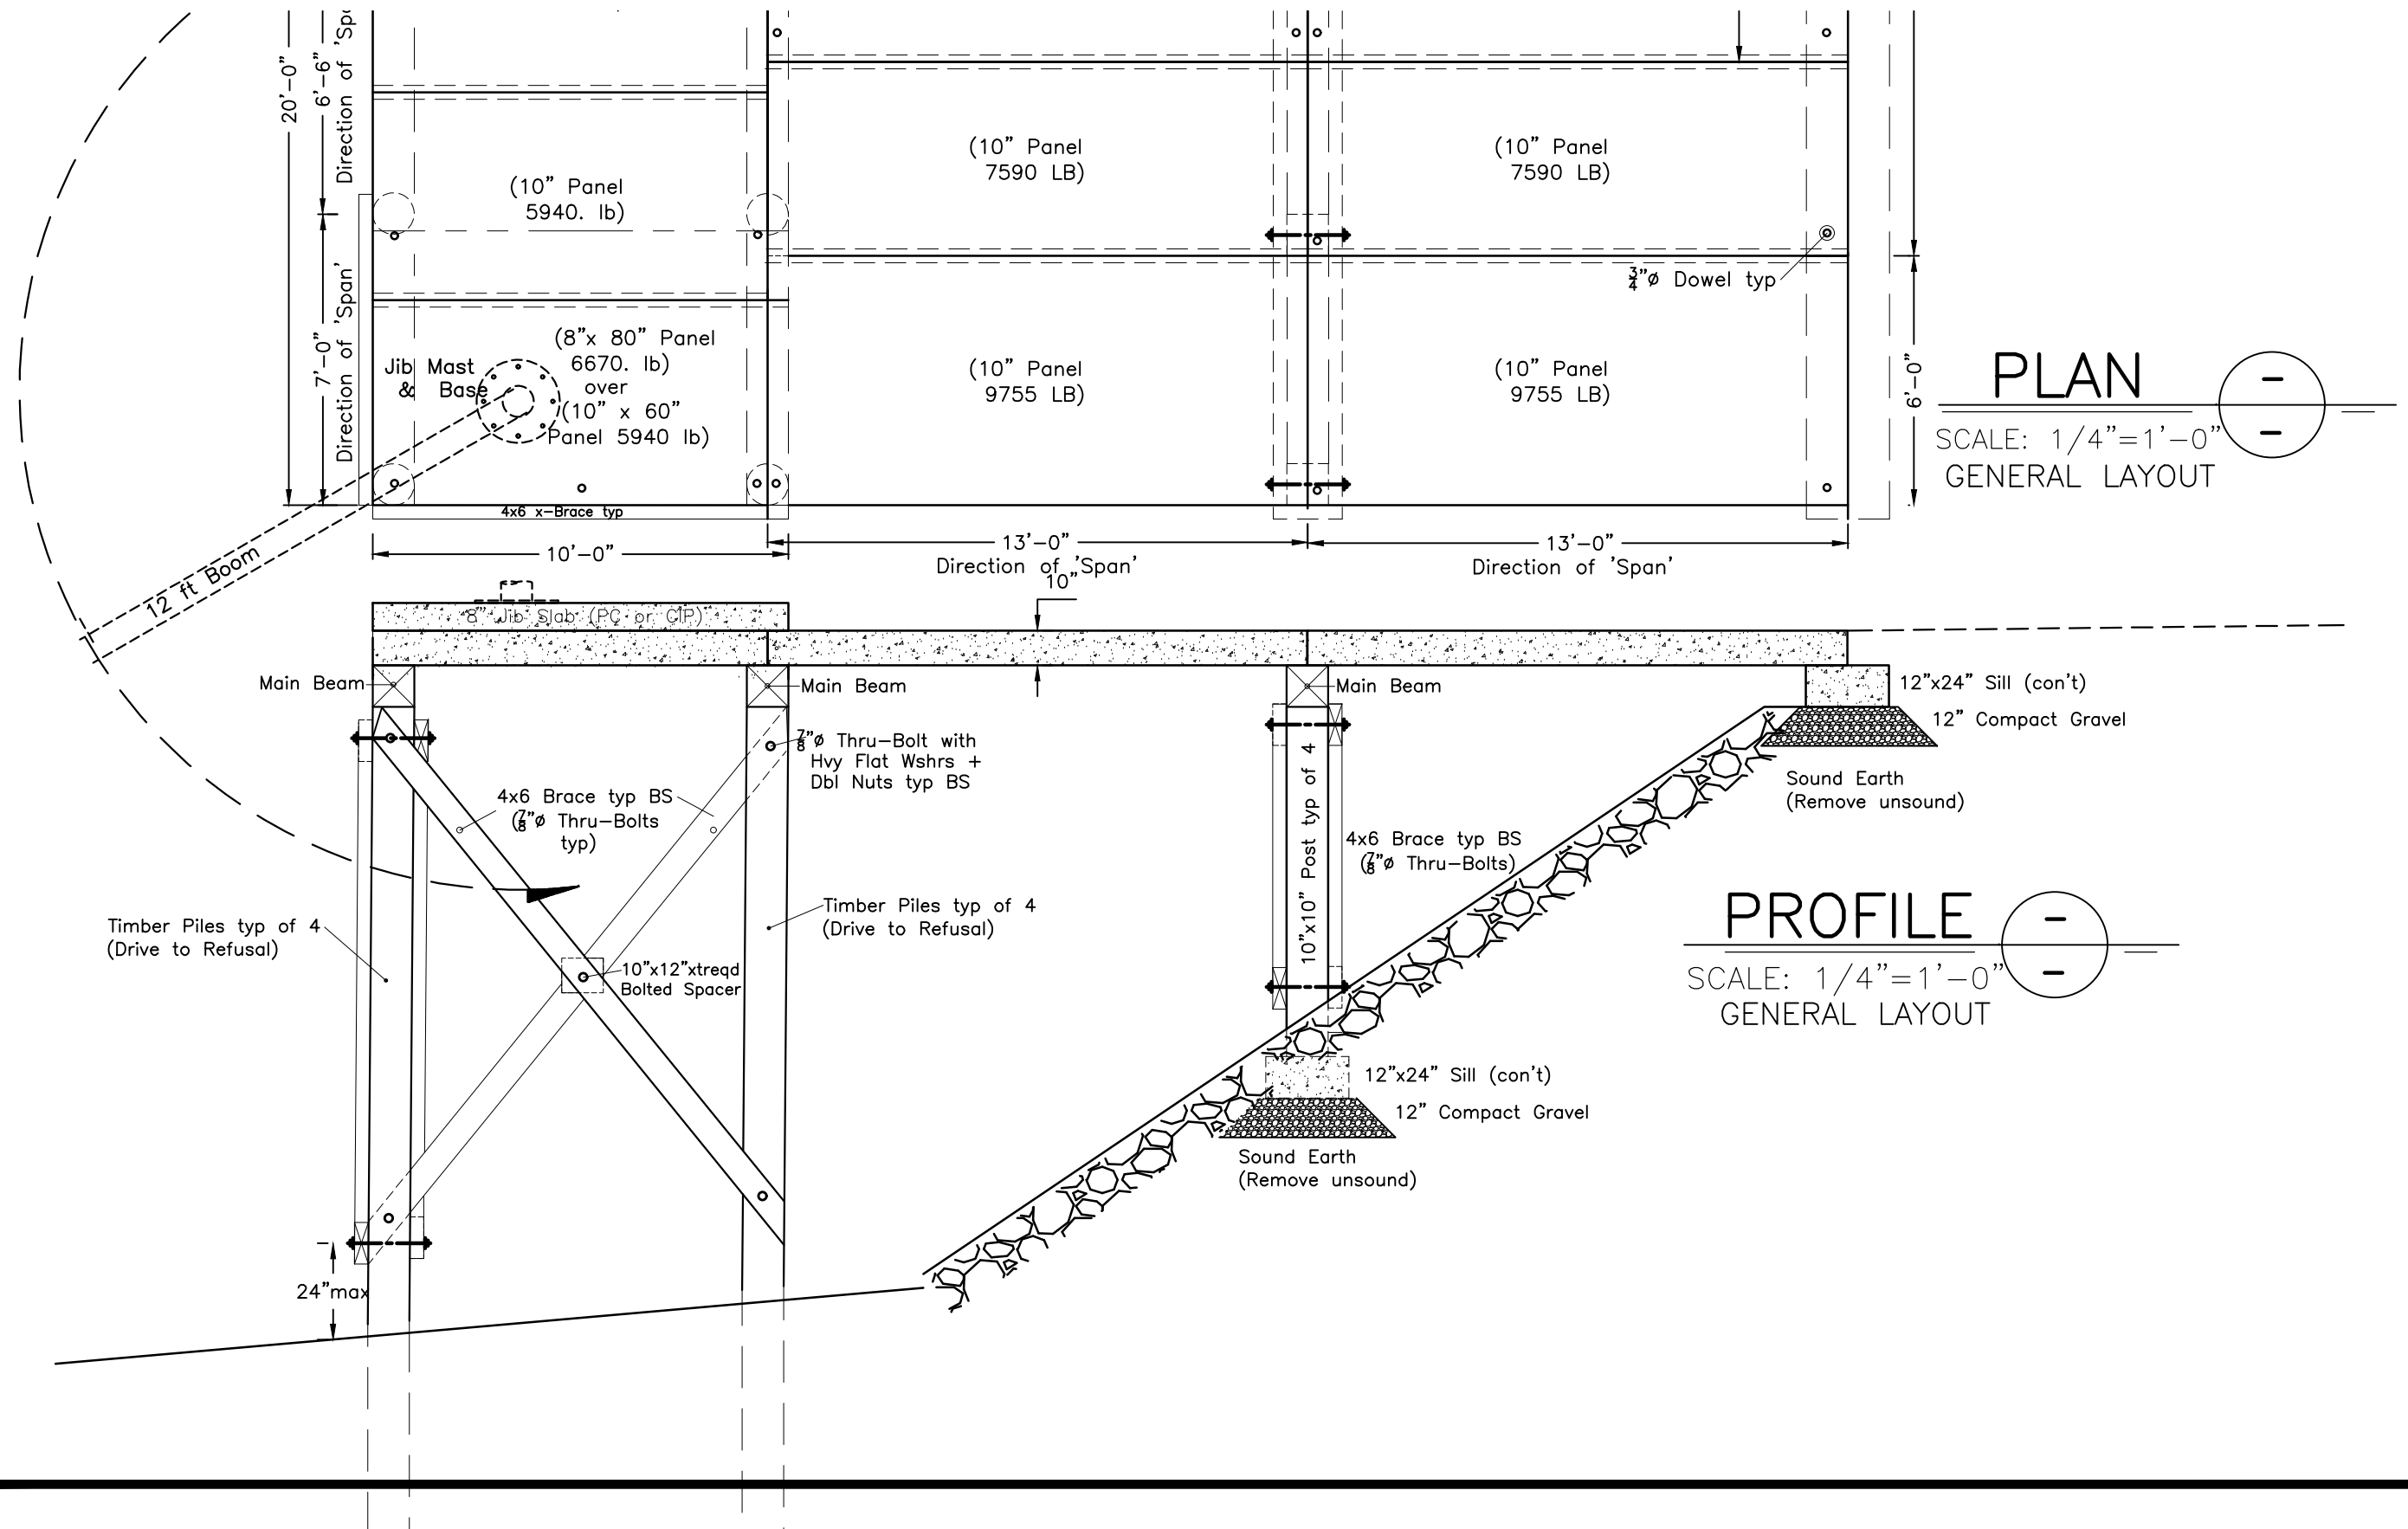 20'-0"
6'-6"
Direction of 'Spa
(10" Panel
5940. lb)
(10" Panel
7590 LB)
(10" Panel
7590 LB)
¾"ø Dowel typ
7'-0"
Direction of 'Span'
Jib Mast
& Base
(8"x 80" Panel
6670. lb)
over
(10" x 60"
Panel 5940 lb)
(10" Panel
9755 LB)
(10" Panel
9755 LB)
6'-0"
4x6 x-Brace typ
12 ft Boom
10'-0"
13'-0"
Direction of 'Span'
13'-0"
Direction of 'Span'
PLAN
-
-
SCALE: 1/4"=1'-0"
GENERAL LAYOUT
10"
8" Jib Slab (PC or CIP)
Main Beam
Main Beam
Main Beam
12"x24" Sill (con't)
12" Compact Gravel
Sound Earth
(Remove unsound)
⅞"ø Thru-Bolt with
Hvy Flat Wshrs +
Dbl Nuts typ BS
4x6 Brace typ BS
(⅞"ø Thru-Bolts
typ)
10"x10" Post typ of 4
4x6 Brace typ BS
(⅞"ø Thru-Bolts)
Timber Piles typ of 4
(Drive to Refusal)
Timber Piles typ of 4
(Drive to Refusal)
10"x12"xtreqd
Bolted Spacer
PROFILE
-
-
SCALE: 1/4"=1'-0"
GENERAL LAYOUT
12"x24" Sill (con't)
12" Compact Gravel
Sound Earth
(Remove unsound)
24"max